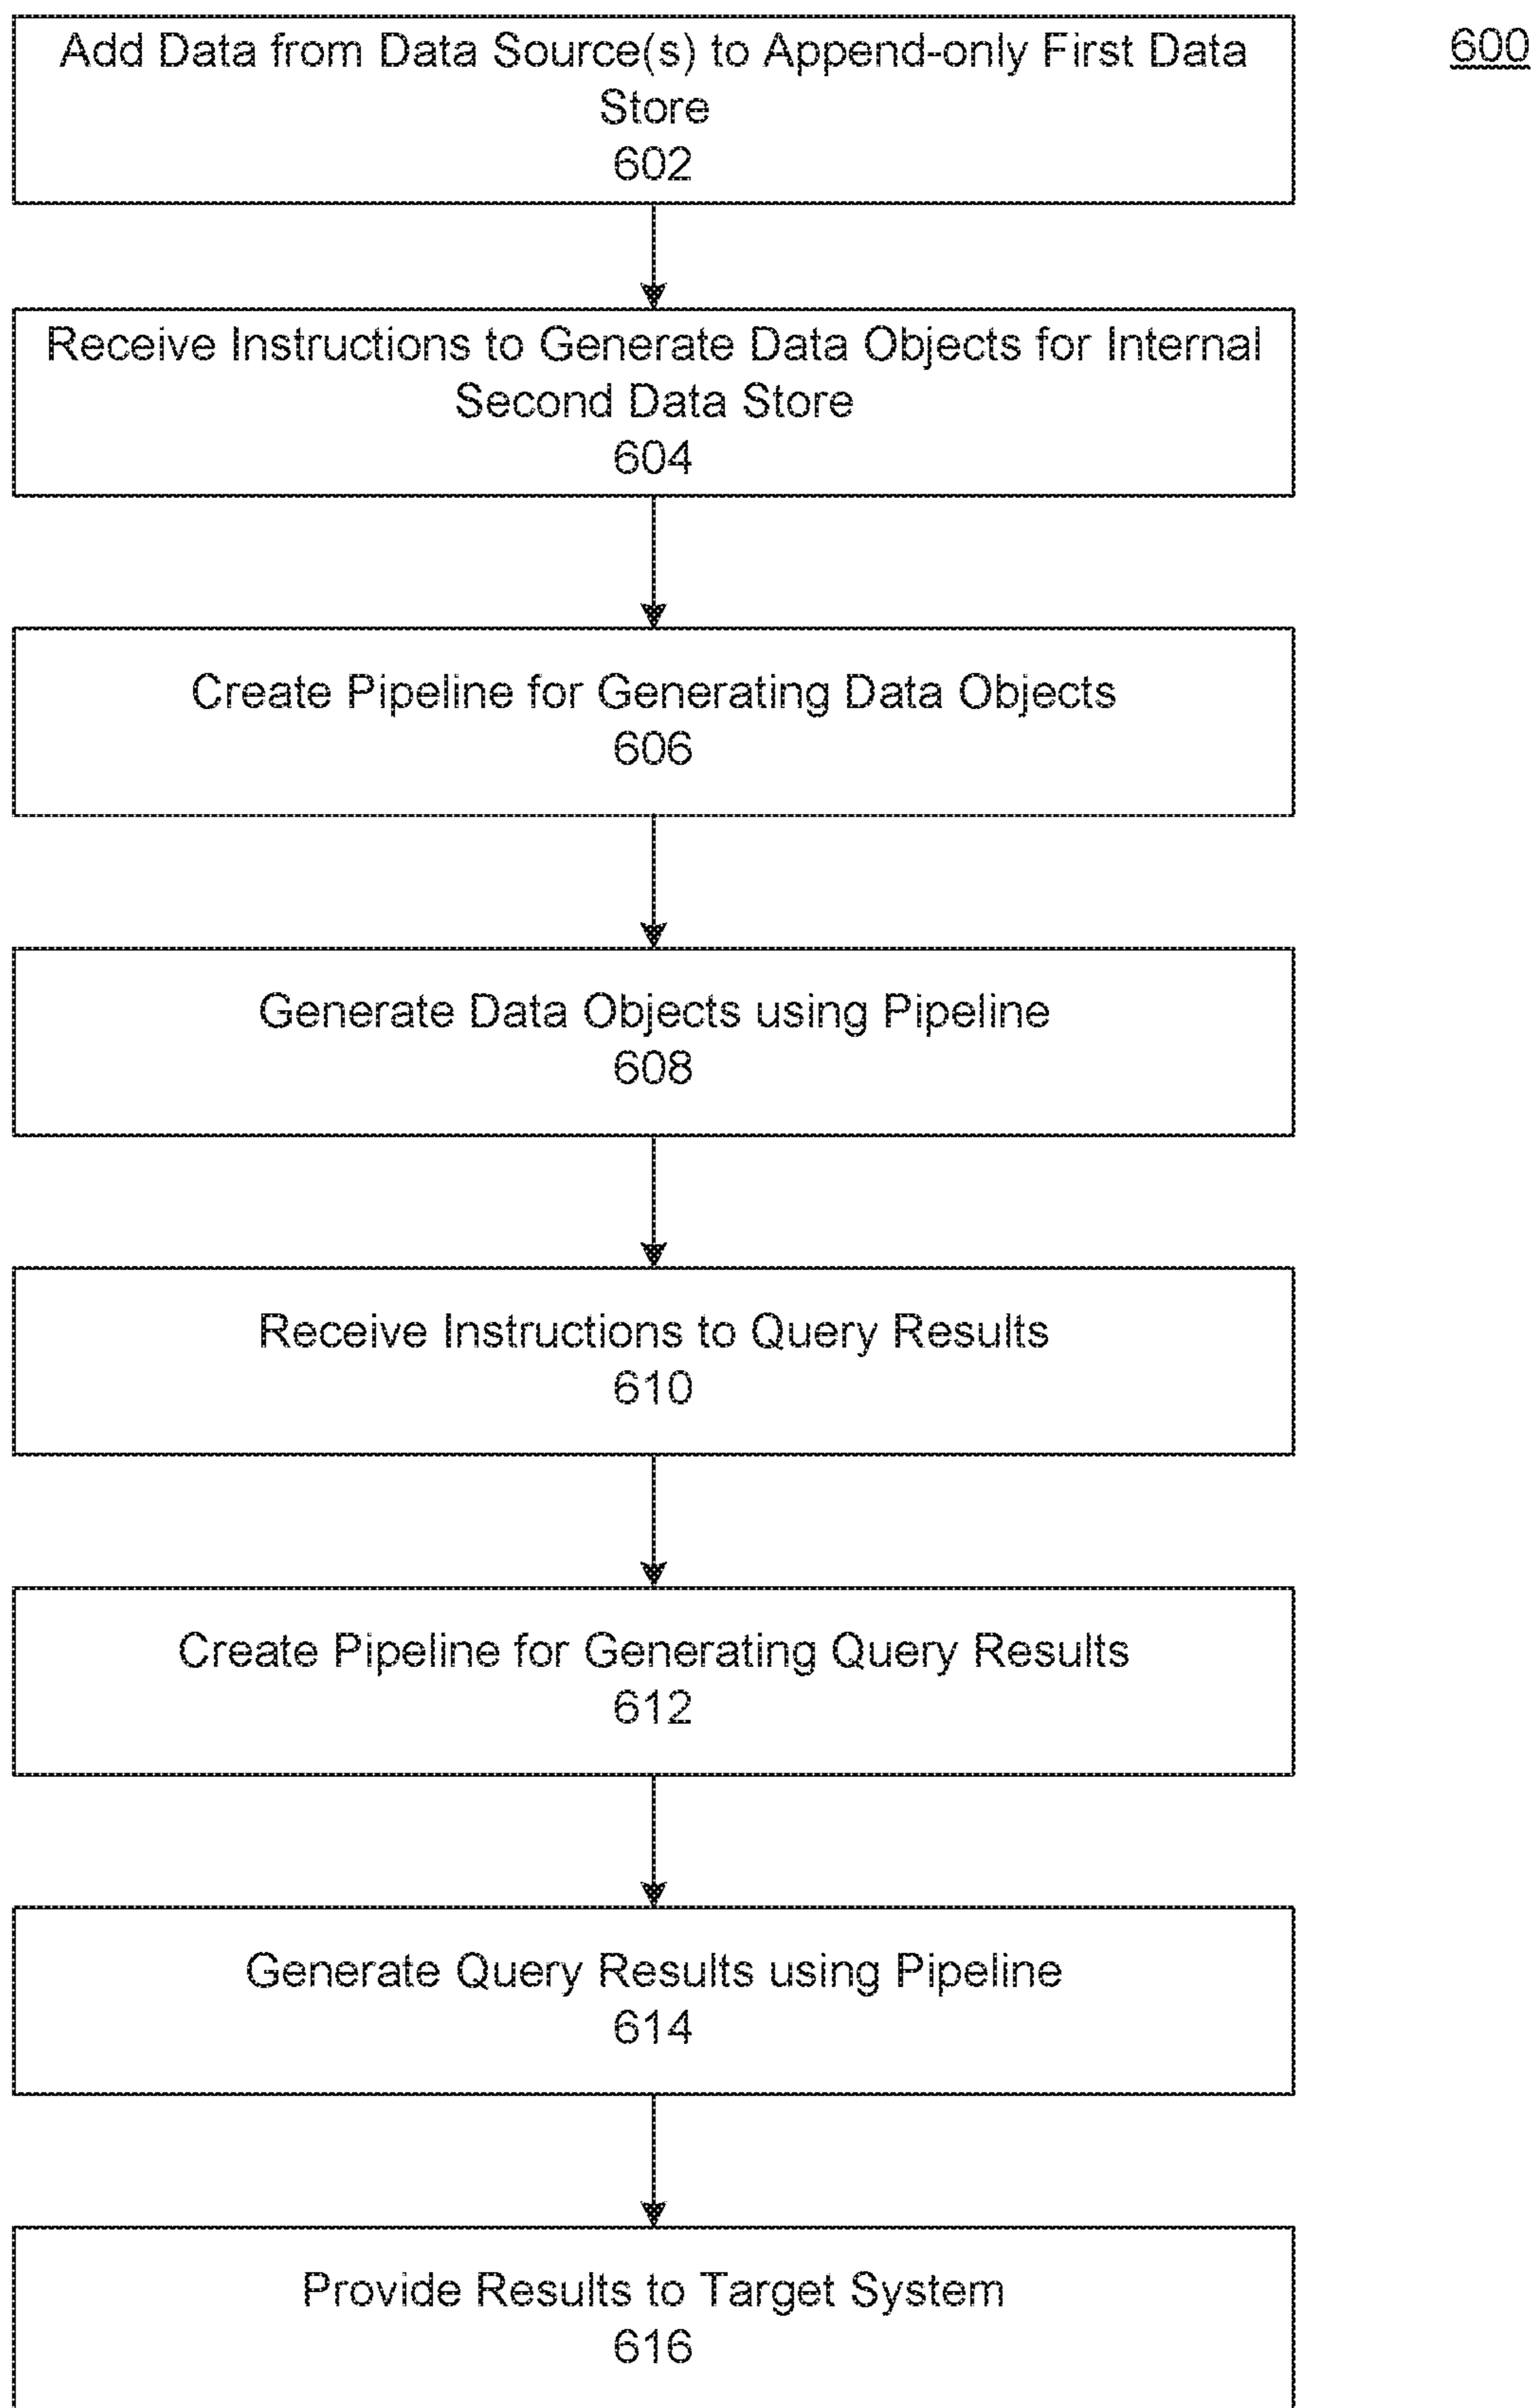 600
Add Data from Data Source(s) to Append-only First Data
Store
602
Receive Instructions to Generate Data Objects for Internal
Second Data Store
604
Create Pipeline for Generating Data Objects
606
Generate Data Objects using Pipeline
608
Receive Instructions to Query Results
610
Create Pipeline for Generating Query Results
612
Generate Query Results using Pipeline
614
Provide Results to Target System
616